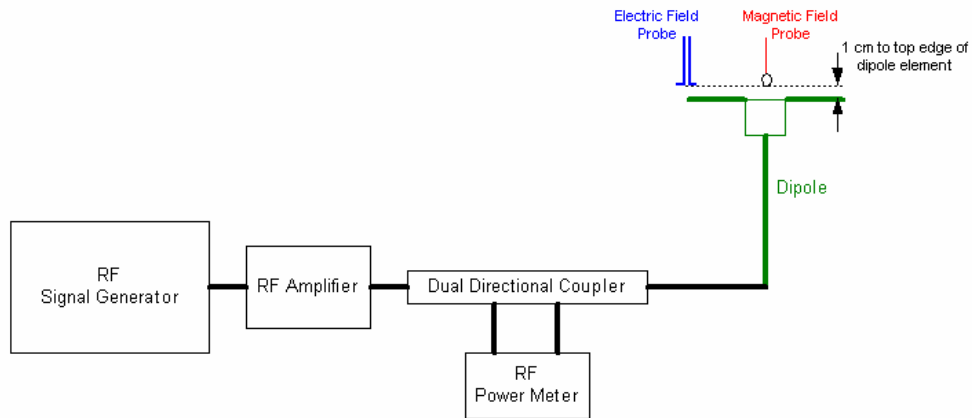 Electric Field
Probe
Magnetic Field
Probe
1 cm to top edge of
dipole element
Dipole
RF
Signal Generator
RF Amplifier
Dual Directional Coupler
RF
Power Meter